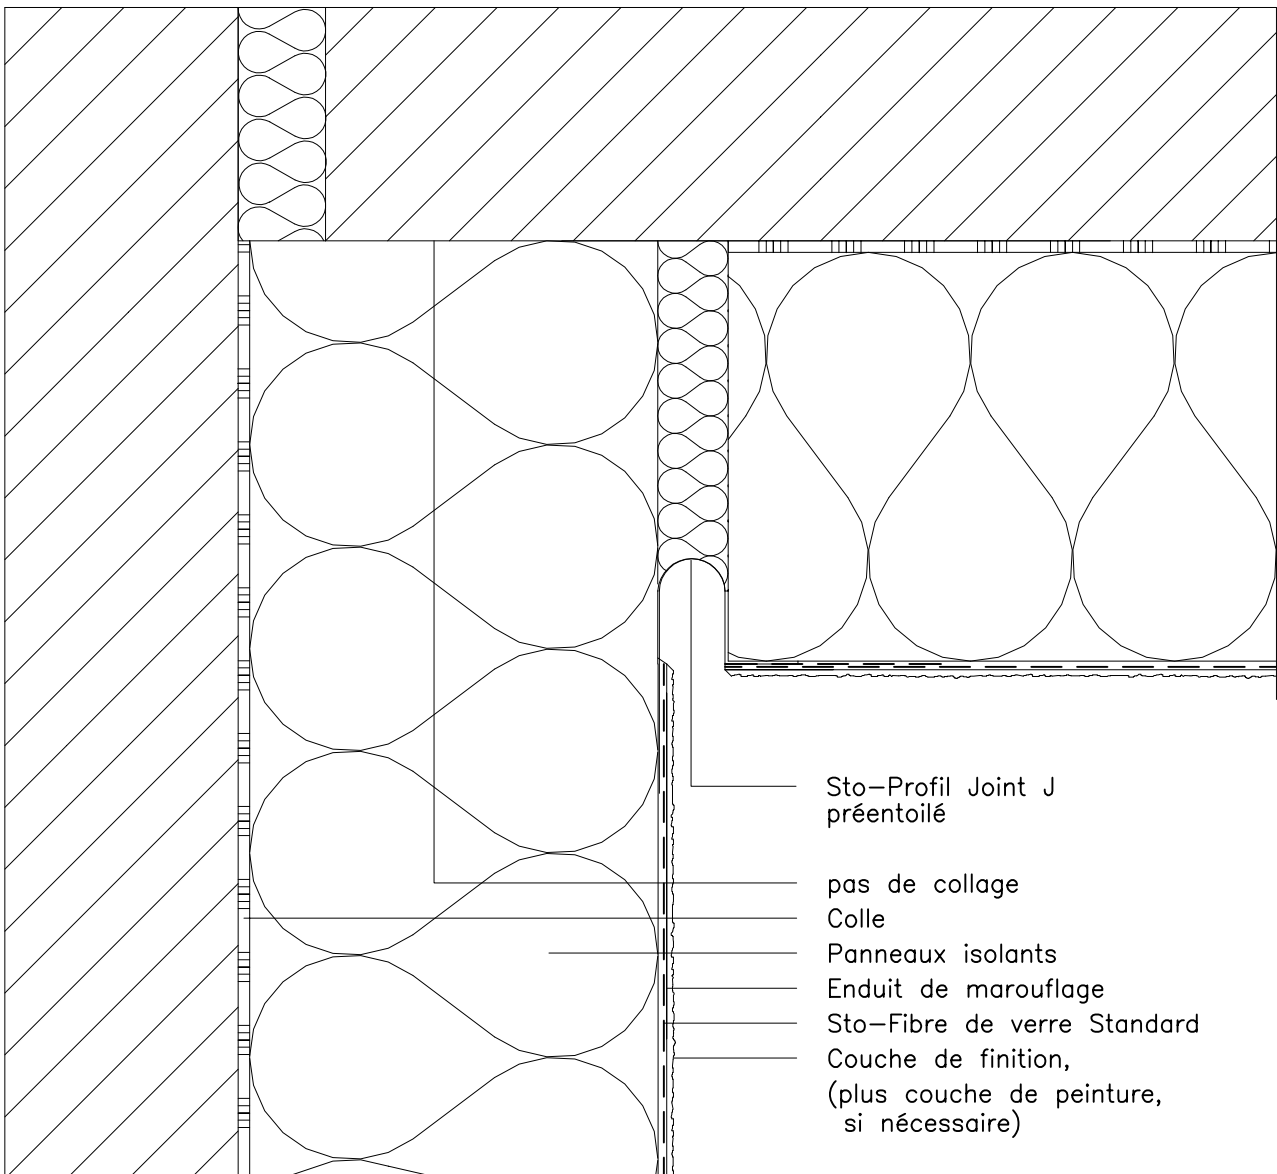 Sto-Profil Joint J
préentoilé
pas de collage
Colle
Panneaux isolants
Enduit de marouflage
Sto-Fibre de verre Standard
Couche de finition,
(plus couche de peinture,
si nécessaire)